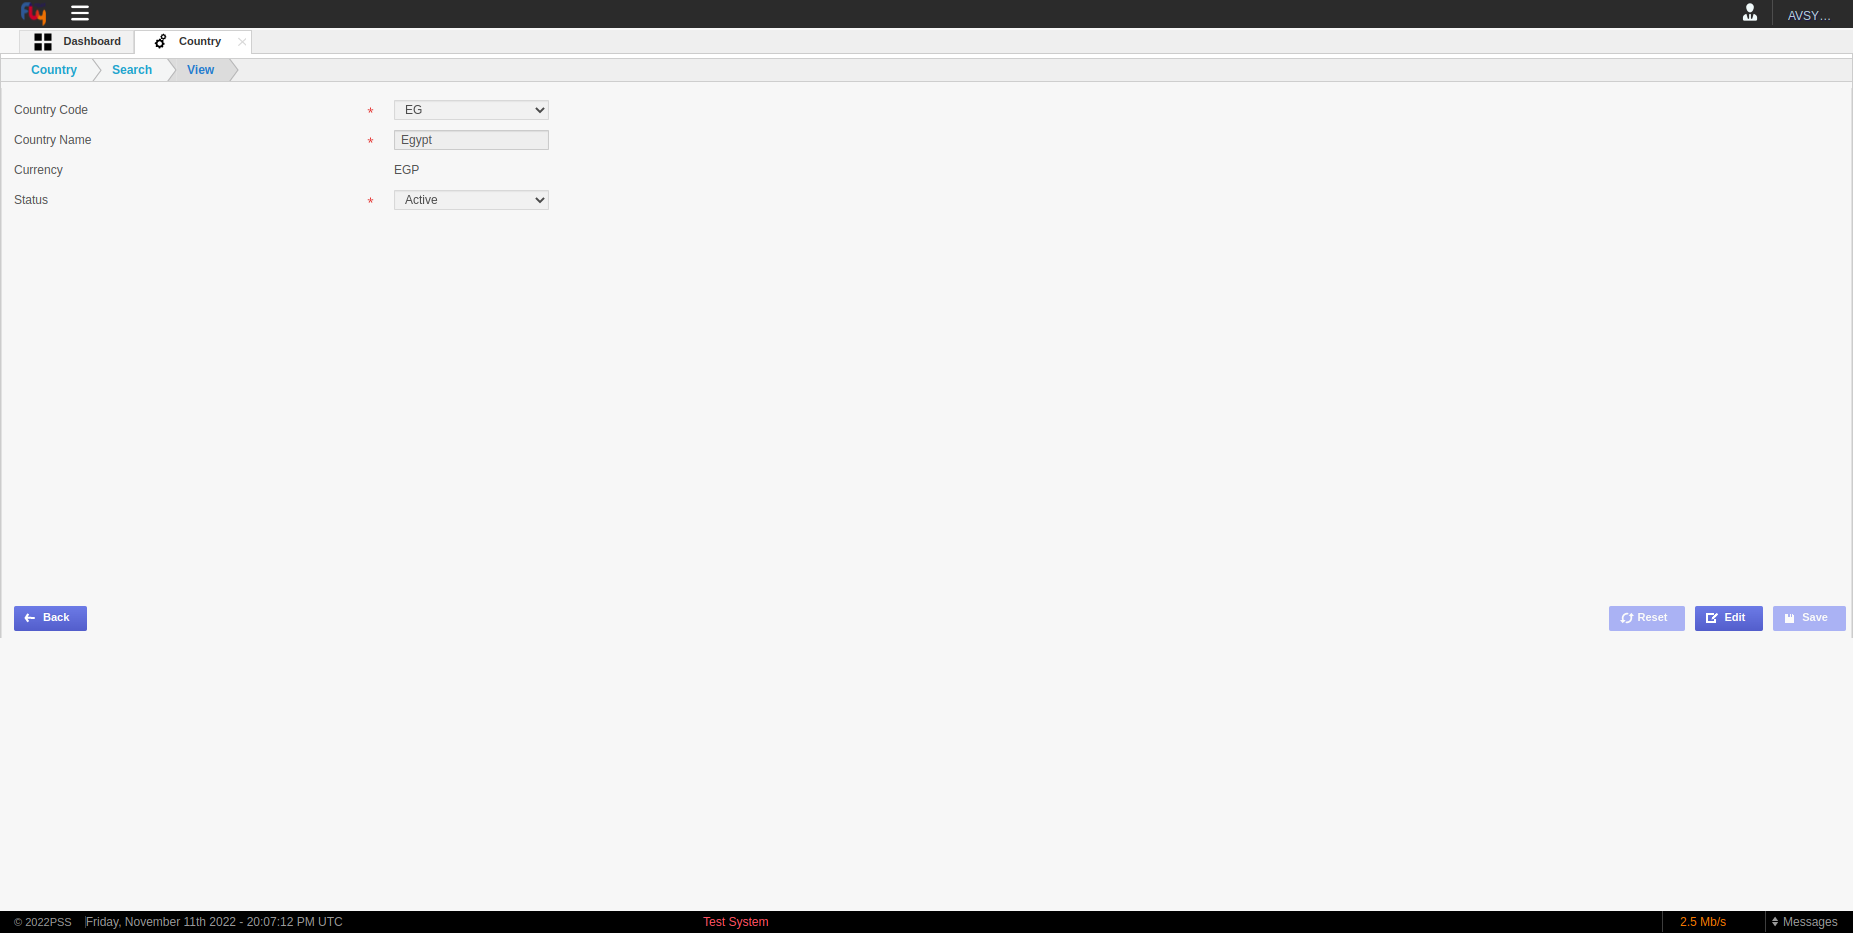 Fly
AVSY…
Dashboard
Country
Country
Search
View
Country Code
*
EG
Country Name
*
Egypt
Currency
EGP
Status
*
Active
Back
Reset
Edit
Save
© 2022PSS
Friday, November 11th 2022 - 20:07:12 PM UTC
Test System
2.5 Mb/s
Messages